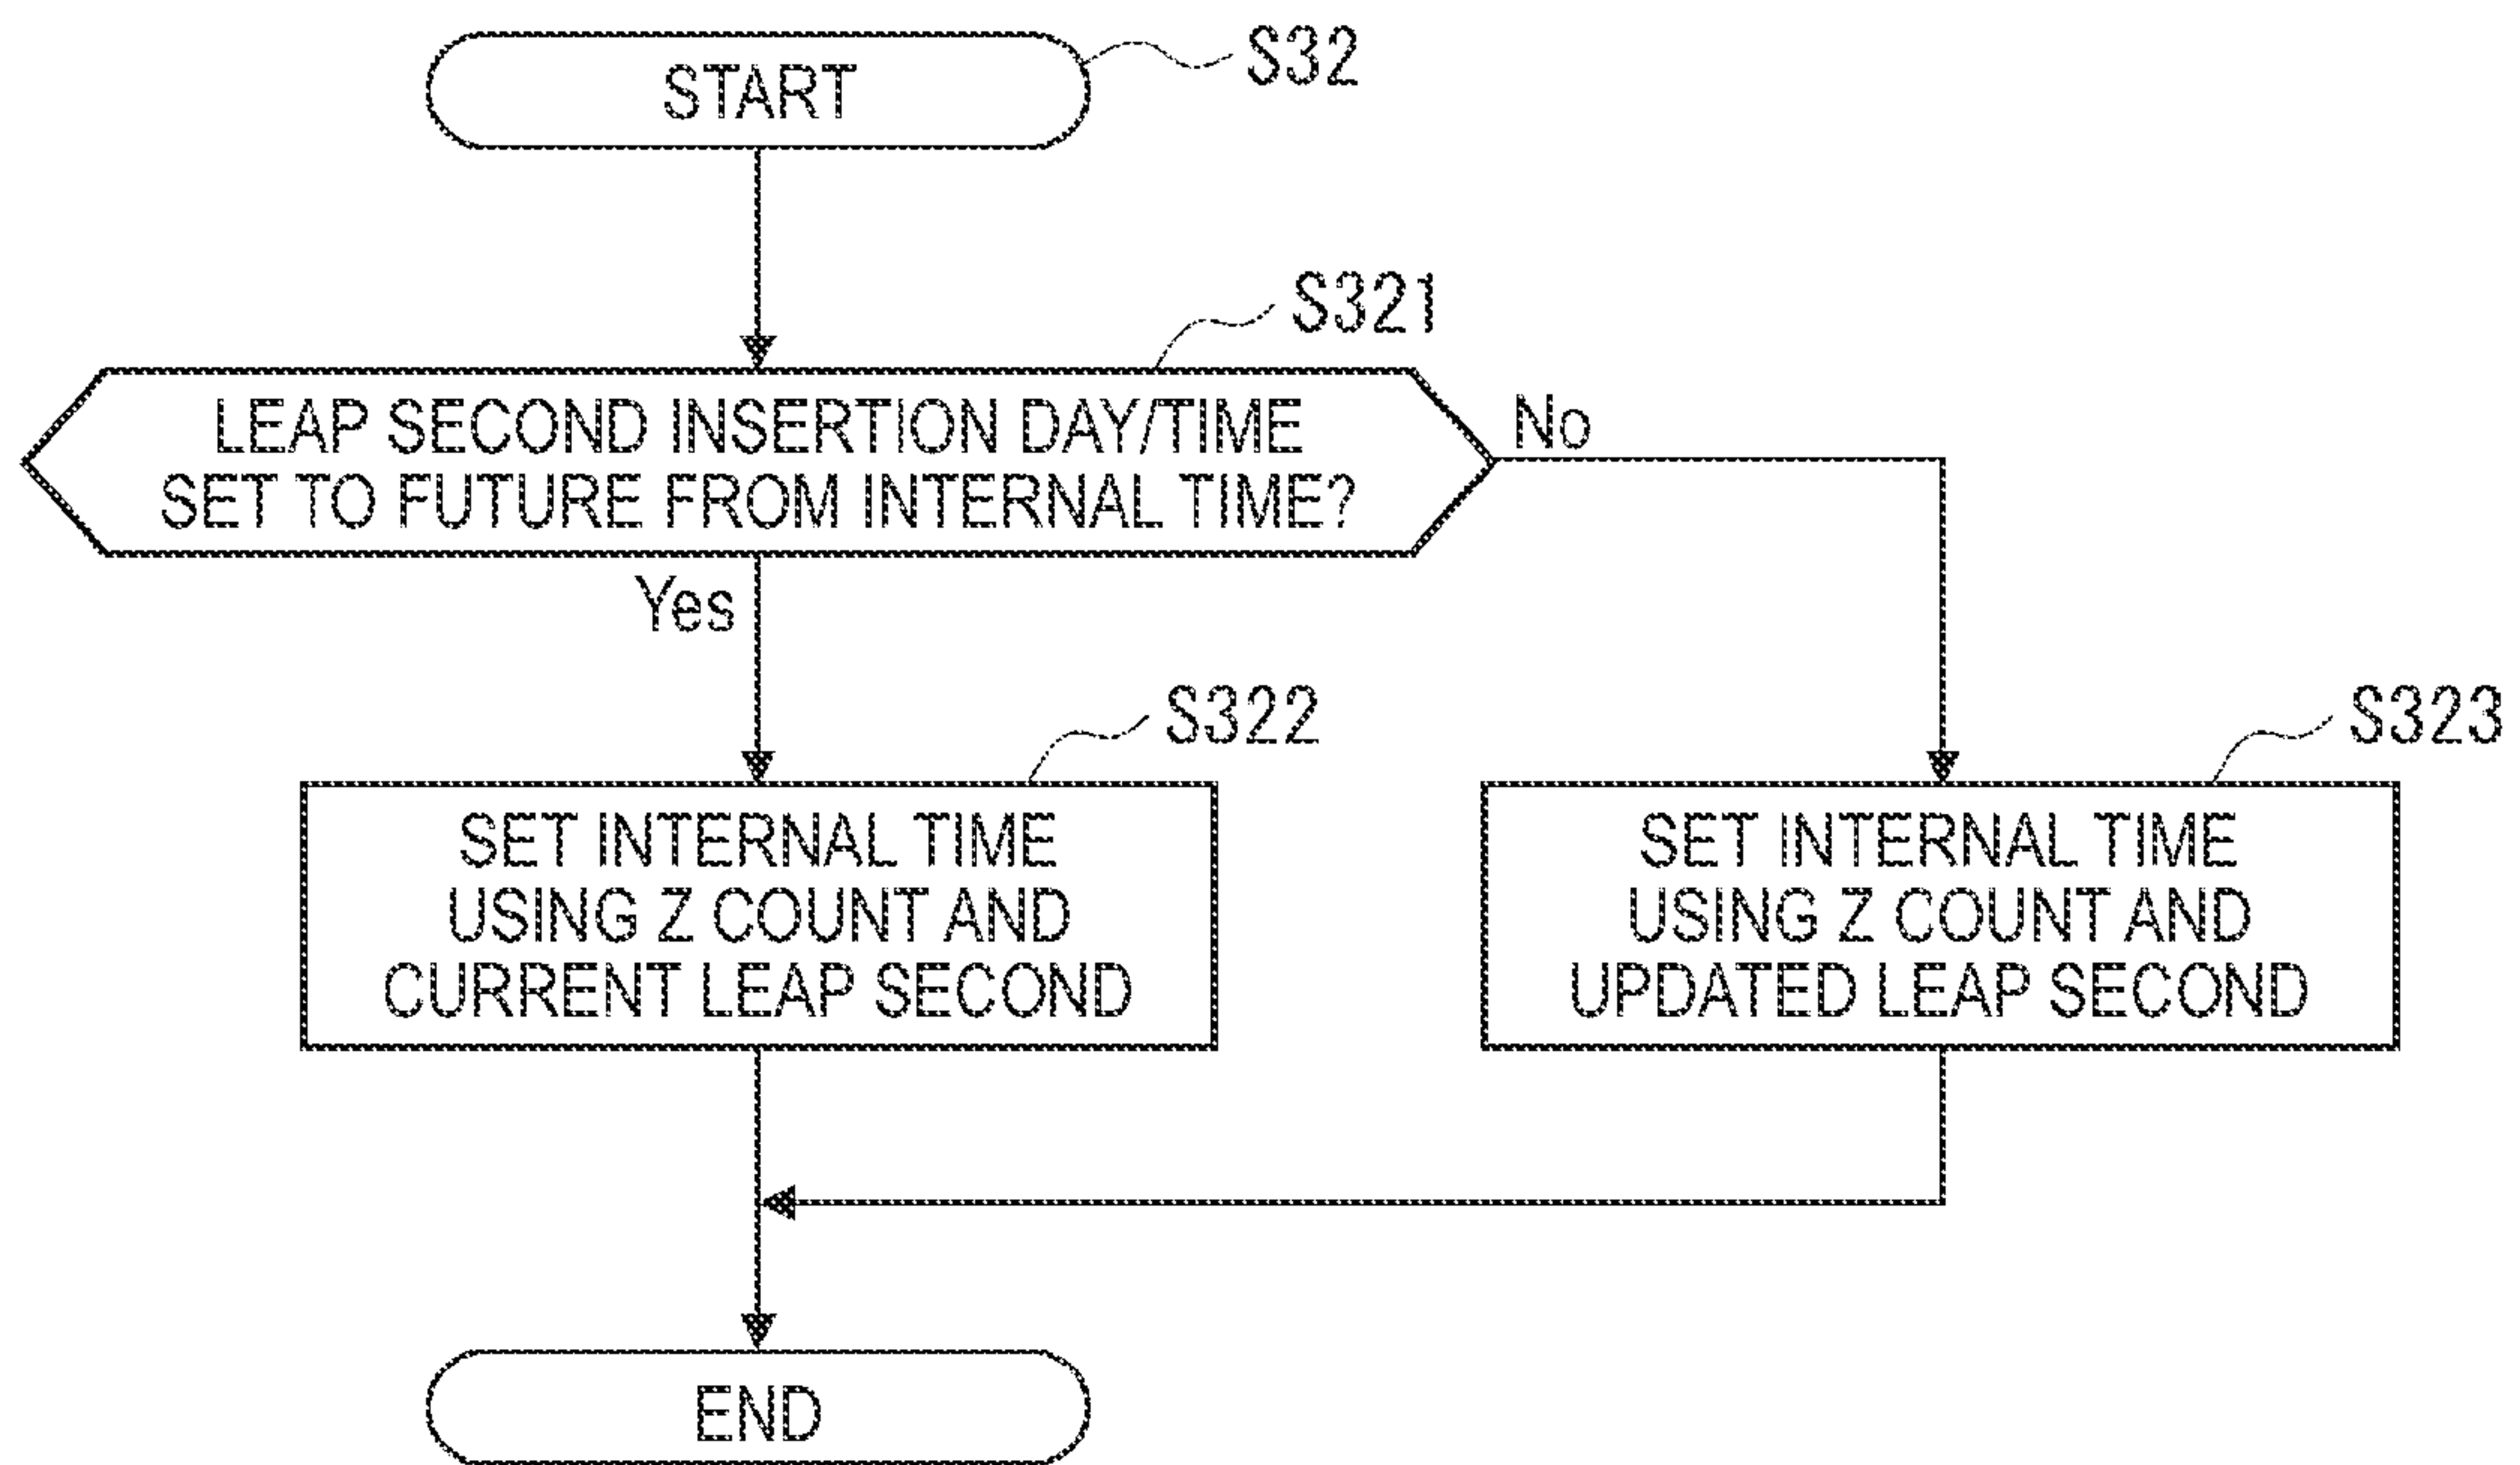 START
S32
S321
LEAP SECOND INSERTION DAY/TIME
SET TO FUTURE FROM INTERNAL TIME?
No
Yes
S322
SET INTERNAL TIME
USING Z COUNT AND
CURRENT LEAP SECOND
S323
SET INTERNAL TIME
USING Z COUNT AND
UPDATED LEAP SECOND
END